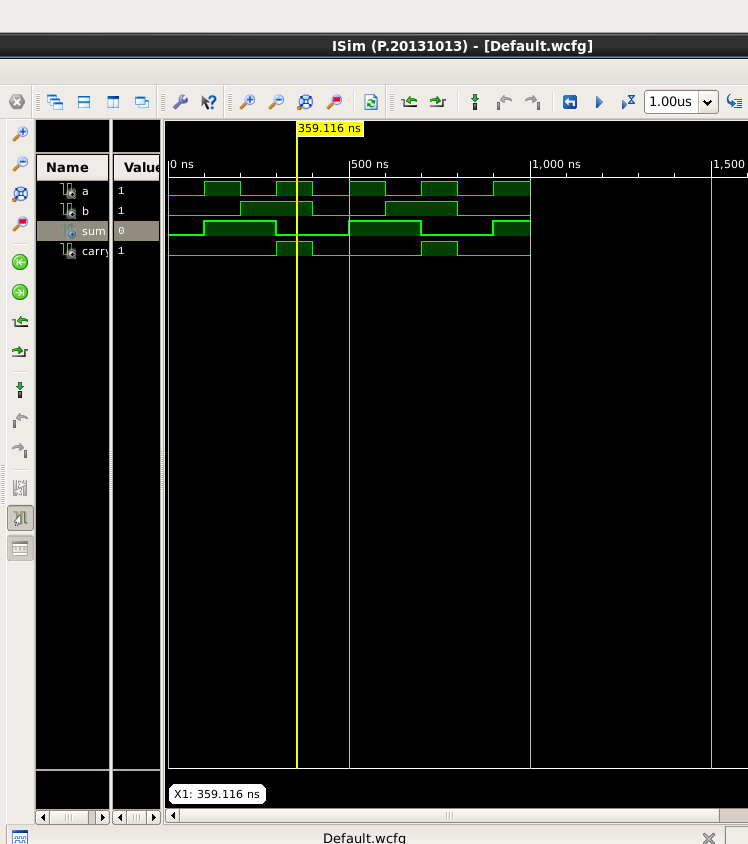 ISim (P.20131013) - [Default.wcfg]
1.00us
359.116 ns
Name
Value
0 ns
500 ns
1,000 ns
1,500
a
1
b
1
sum
0
carry
1
X1: 359.116 ns
Default.wcfg